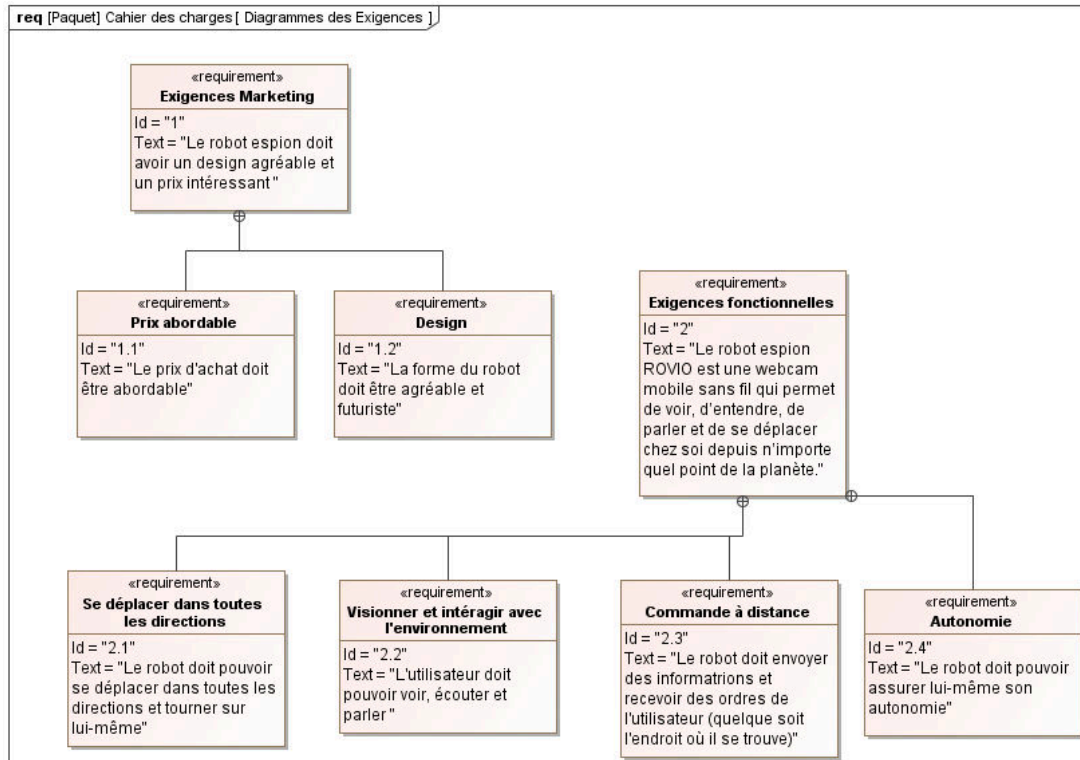 req [Paquet] Cahier des charges [ Diagrammes des Exigences ]
«requirement»
Exigences Marketing
Id = "1"
Text = "Le robot espion doit
avoir un design agréable et
un prix intéressant "
«requirement»
Prix abordable
Id = "1.1"
Text = "Le prix d'achat doit
être abordable"
«requirement»
Design
Id = "1.2"
Text = "La forme du robot
doit être agréable et
futuriste"
«requirement»
Exigences fonctionnelles
Id = "2"
Text = "Le robot espion
ROVIO est une webcam
mobile sans fil qui permet
de voir, d'entendre, de
parler et de se déplacer
chez soi depuis n'importe
quel point de la planète."
«requirement»
Se déplacer dans toutes
les directions
Id = "2.1"
Text = "Le robot doit pouvoir
se déplacer dans toutes les
directions et tourner sur
lui-même"
«requirement»
Visionner et intéragir avec
l'environnement
Id = "2.2"
Text = "L'utilisateur doit
pouvoir voir, écouter et
parler "
«requirement»
Commande à distance
Id = "2.3"
Text = "Le robot doit envoyer
des informatrions et
recevoir des ordres de
l'utilisateur (quelque soit
l'endroit où il se trouve)"
«requirement»
Autonomie
Id = "2.4"
Text = "Le robot doit pouvoir
assurer lui-même son
autonomie"